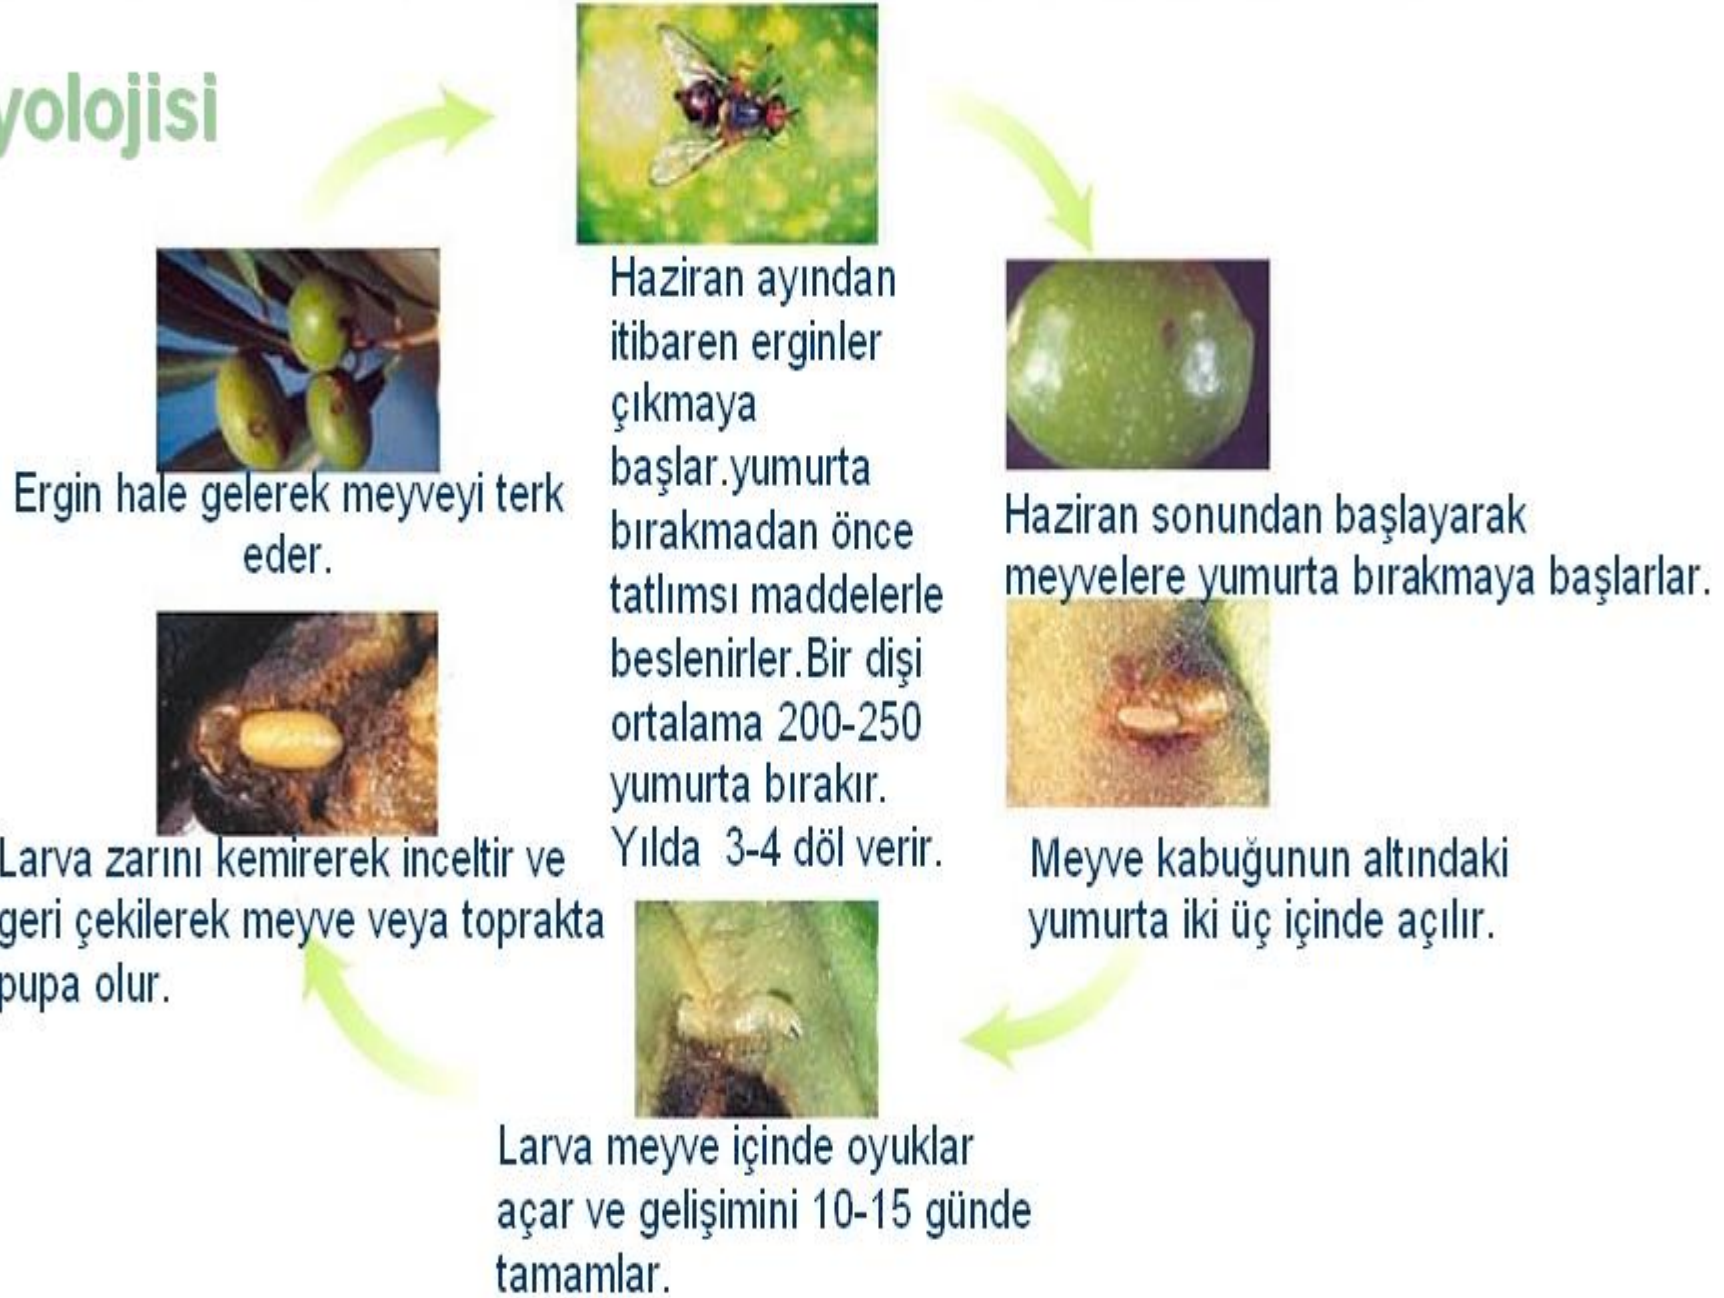 yolojisi
Haziran ayından
itibaren erginler
çıkmaya
başlar.yumurta
bırakmadan önce
tatlımsı maddelerle
beslenirler.Bir dişi
ortalama 200-250
yumurta bırakır.
Yılda 3-4 döl verir.
Haziran sonundan başlayarak
meyvelere yumurta bırakmaya başlarlar.
Meyve kabuğunun altındaki
yumurta iki üç içinde açılır.
Larva meyve içinde oyuklar
açar ve gelişimini 10-15 günde
tamamlar.
Larva zarını kemirerek inceltir ve
geri çekilerek meyve veya toprakta
pupa olur.
Ergin hale gelerek meyveyi terk
eder.